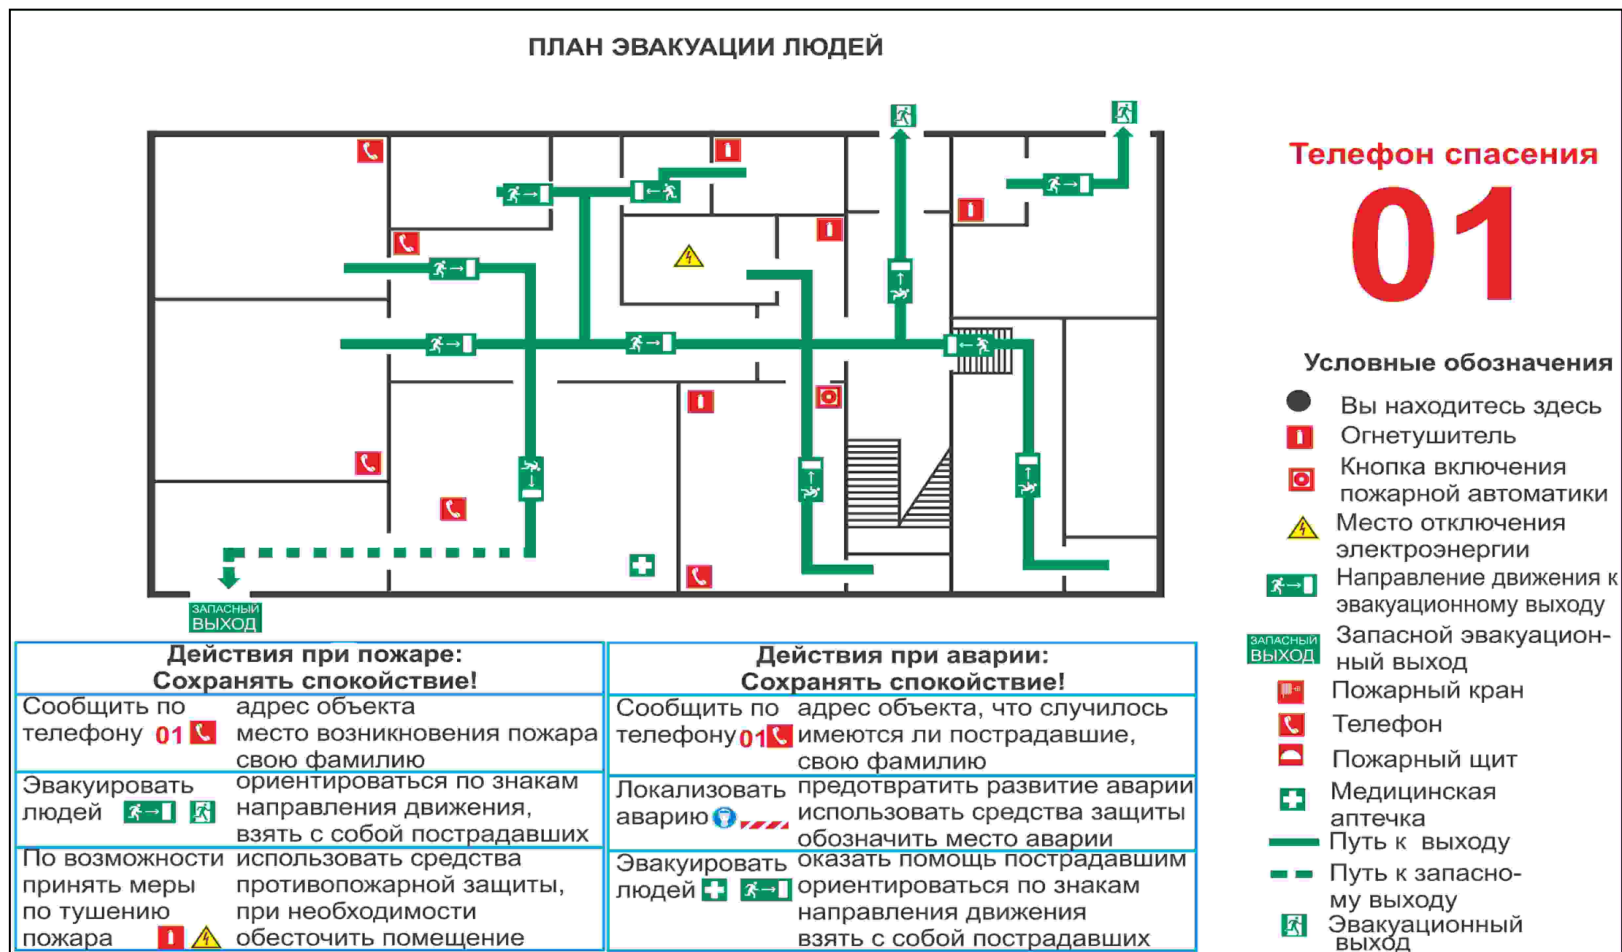 ПЛАН ЭВАКУАЦИИ ЛЮДЕЙ
ЗАПАСНЫЙ
ВЫХОД
Действия при пожаре:
Сохранять спокойствие!
Сообщить по
телефону 01
адрес объекта
место возникновения пожара
свою фамилию
Эвакуировать
людей
ориентироваться по знакам
направления движения,
взять с собой пострадавших
По возможности
принять меры
по тушению
пожара
использовать средства
противопожарной защиты,
при необходимости
обесточить помещение
Действия при аварии:
Сохранять спокойствие!
Сообщить по
телефону 01
адрес объекта, что случилось
имеются ли пострадавшие,
свою фамилию
Локализовать
аварию
предотвратить развитие аварии
использовать средства защиты
обозначить место аварии
Эвакуировать
людей
оказать помощь пострадавшим
ориентироваться по знакам
направления движения
взять с собой пострадавших
Телефон спасения
01
Условные обозначения
Вы находитесь здесь
Огнетушитель
Кнопка включения
пожарной автоматики
Место отключения
электроэнергии
Направление движения к
эвакуационному выходу
ЗАПАСНЫЙ
ВЫХОД
Запасной эвакуацион-
ный выход
Пожарный кран
Телефон
Пожарный щит
Медицинская
аптечка
Путь к выходу
Путь к запасно-
му выходу
Эвакуационный
выход